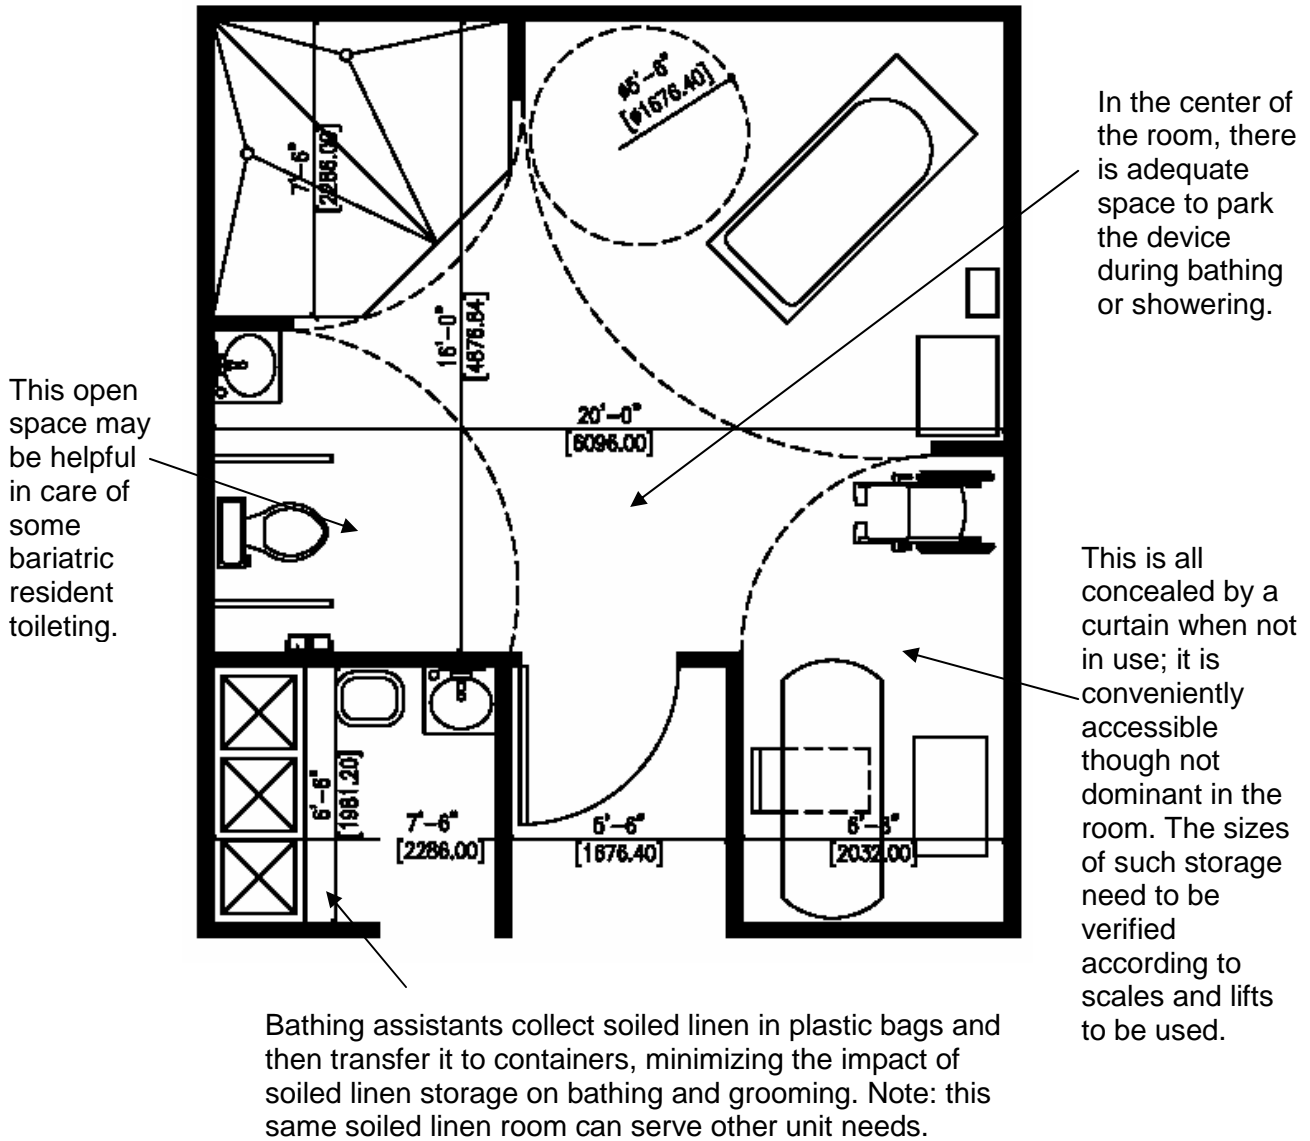 ø5'-6"
[ø1676.40]
7'-6"
[2286.00]
16'-0"
[4876.84]
20'-0"
[6096.00]
In the center of
the room, there
is adequate
space to park
the device
during bathing
or showering.
This open
space may
be helpful
in care of
some
bariatric
resident
toileting.
This is all
concealed by a
curtain when not
in use; it is
conveniently
accessible
though not
dominant in the
room. The sizes
of such storage
need to be
verified
according to
scales and lifts
to be used.
6'-6"
[1981.20]
7'-6"
[2286.00]
5'-6"
[1676.40]
6'-8"
[2032.00]
Bathing assistants collect soiled linen in plastic bags and
then transfer it to containers, minimizing the impact of
soiled linen storage on bathing and grooming. Note: this
same soiled linen room can serve other unit needs.